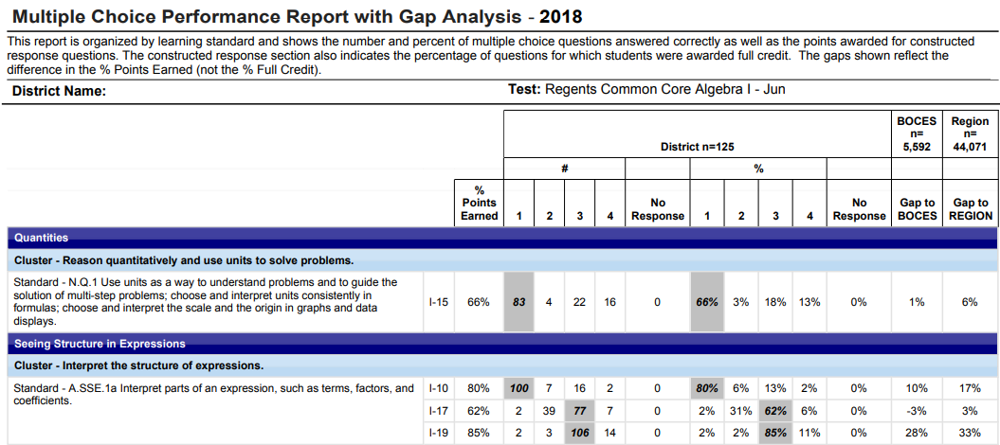 Multiple Choice Performance Report with Gap Analysis - 2018
This report is organized by learning standard and shows the number and percent of multiple choice questions answered correctly as well as the points awarded for constructed
response questions. The constructed response section also indicates the percentage of questions for which students were awarded full credit. The gaps shown reflect the
difference in the % Points Earned (not the % Full Credit).
District Name: Test: Regents Common Core Algebra I - Jun
District n=125 BOCES n= 5,592 Region n= 44,071
# %
% Points Earned 1 2 3 4 No Response 1 2 3 4 No Response Gap to BOCES Gap to REGION
Quantities
Cluster - Reason quantitatively and use units to solve problems.
Standard - N.Q.1 Use units as a way to understand problems and to guide the
solution of multi-step problems; choose and interpret units consistently in
formulas; choose and interpret the scale and the origin in graphs and data
displays.
I-15 66% 83 4 22 16 0 66% 3% 18% 13% 0% 1% 6%
Seeing Structure in Expressions
Cluster - Interpret the structure of expressions.
Standard - A.SSE.1a Interpret parts of an expression, such as terms, factors, and
coefficients.
I-10 80% 100 7 16 2 0 80% 6% 13% 2% 0% 10% 17%
I-17 62% 2 39 77 7 0 2% 31% 62% 6% 0% -3% 3%
I-19 85% 2 3 106 14 0 2% 2% 85% 11% 0% 28% 33%